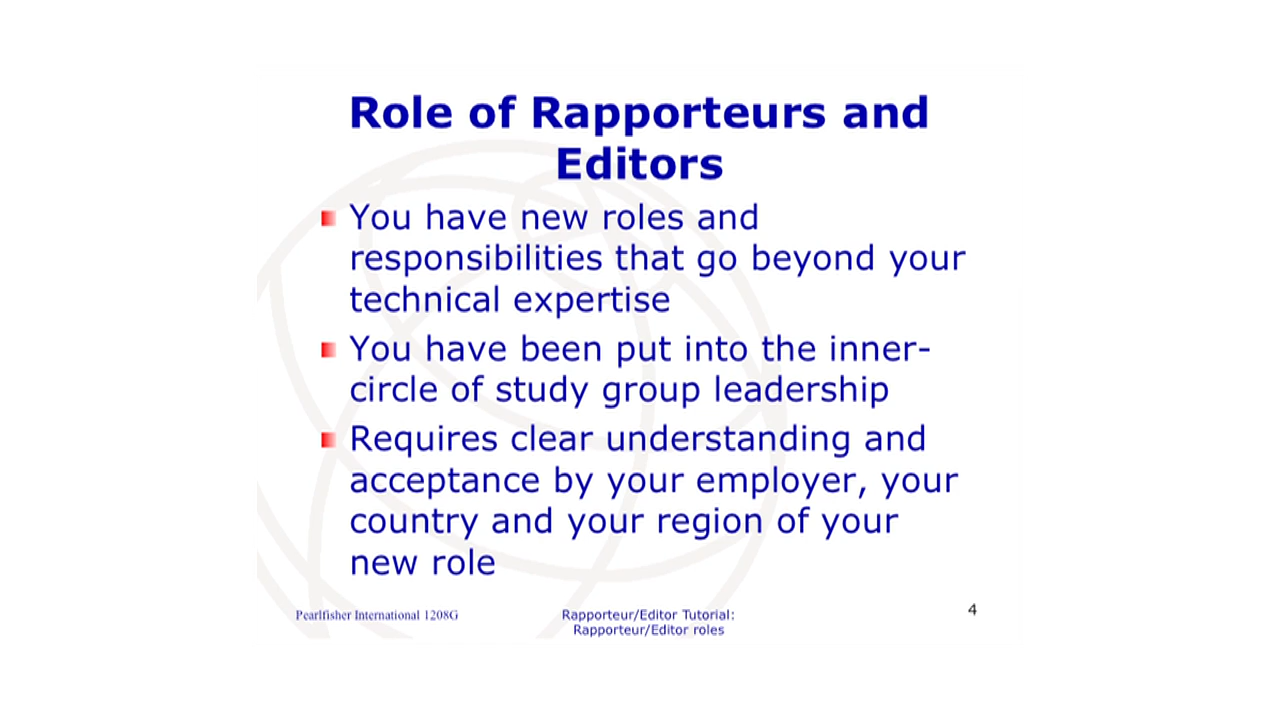 Role of Rapporteurs and
Editors
You have new roles and
responsibilities that go beyond your
technical expertise
You have been put into the inner-
circle of study group leadership
Requires clear understanding and
acceptance by your employer, your
country and your region of your
new role
Pearlfisher International 1208G
Rapporteur/Editor Tutorial:
Rapporteur/Editor roles
4